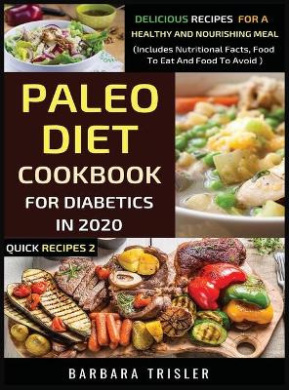 DELICIOUS RECIPES FOR A
HEALTHY AND NOURISHING MEAL
(Includes Nutritional Facts, Food
To Eat And Food To Avoid )
PALEO
DIET
COOKBOOK
FOR DIABETICS
IN 2020
QUICK RECIPES 2
BARBARA TRISLER